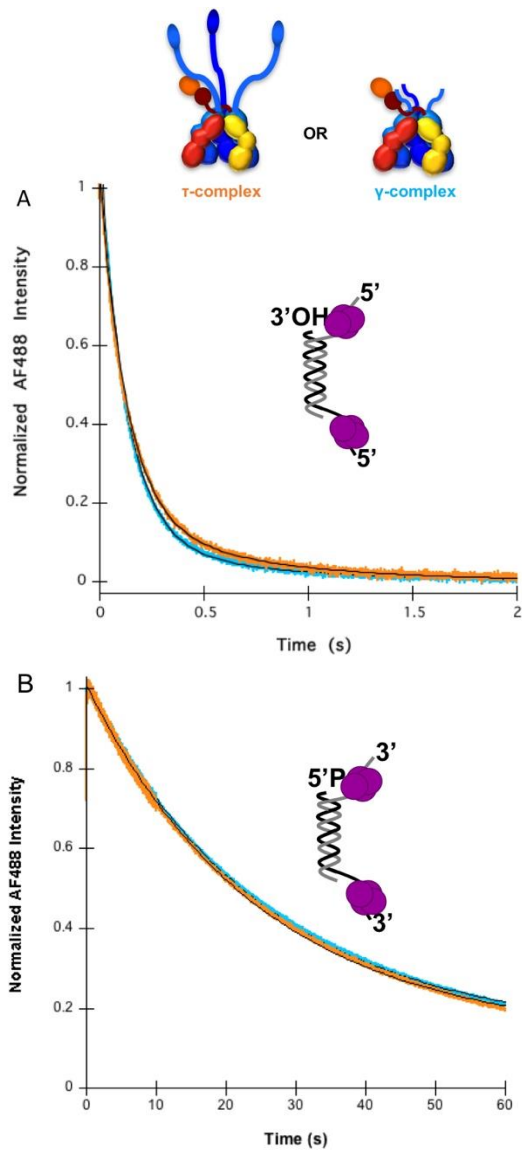 OR
τ-complex
γ-complex
A
Normalized AF488 Intensity
1
0.8
0.6
0.4
0.2
0
0
0.5
1
1.5
2
Time (s)
5’
3’OH
5’
B
Normalized AF488 Intensity
1
0.8
0.6
0.4
0.2
0
0
10
20
30
40
50
60
Time (s)
3’
5’P
3’